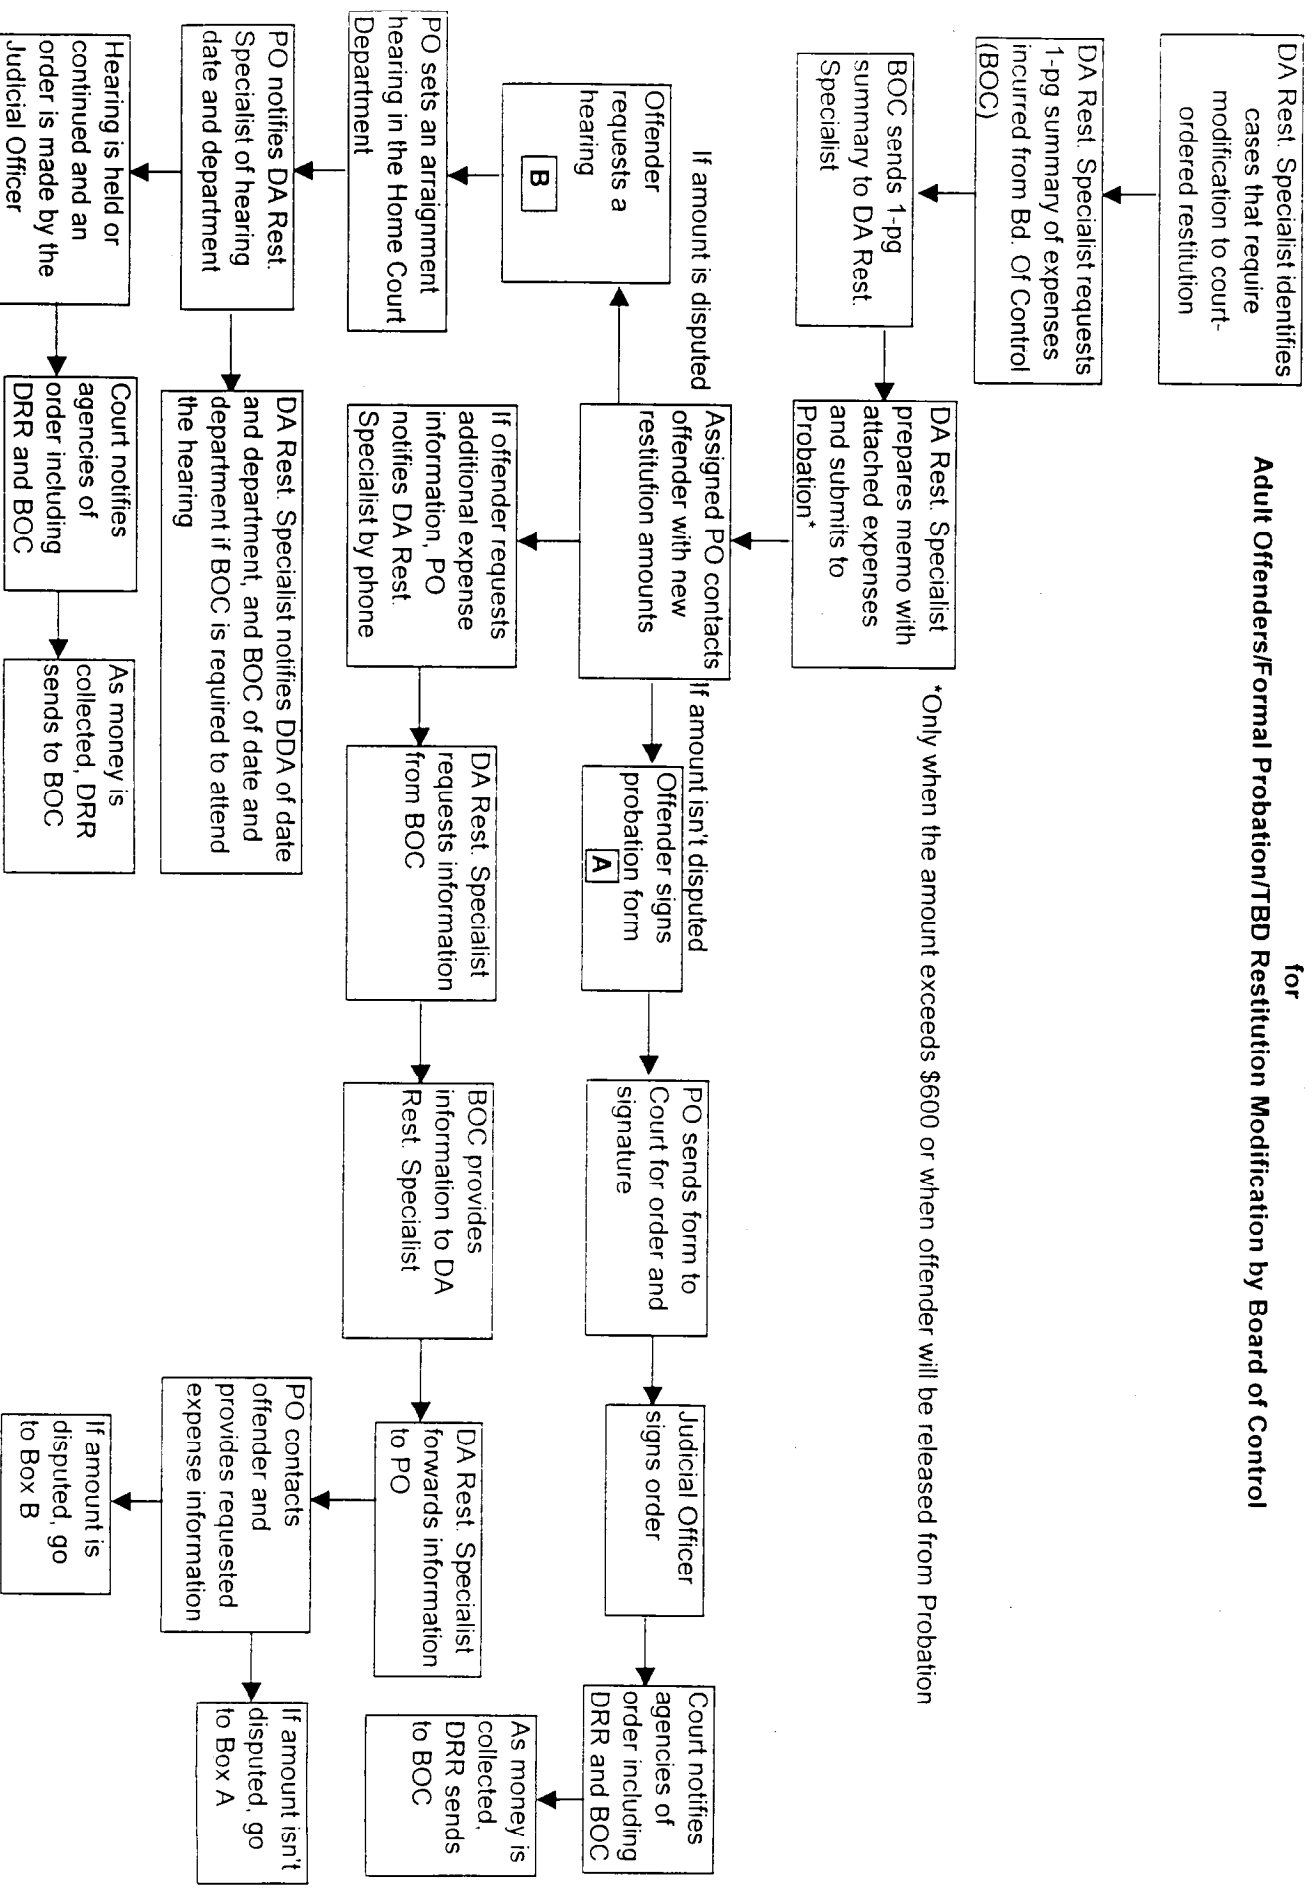 for
Adult Offenders/Formal Probation/TBD Restitution Modification by Board of Control
DA Rest. Specialist identifies
cases that require
modification to court-
ordered restitution
DA Rest. Specialist requests
1-pg summary of expenses
incurred from Bd. Of Control
(BOC)
BOC sends 1-pg
summary to DA Rest.
Specialist
DA Rest. Specialist
prepares memo with
attached expenses
and submits to
Probation*
*Only when the amount exceeds $600 or when offender will be released from Probation
If amount is disputed
Assigned PO contacts
offender with new
restitution amounts
If amount isn't disputed
Offender
requests a
hearing
B
Offender signs
probation form
A
PO sends form to
Court for order and
signature
Judicial Officer
signs order
Court notifies
agencies of
order including
DRR and BOC
As money is
collected,
DRR sends
to BOC
PO sets an arraignment
hearing in the Home Court
Department
If offender requests
additional expense
information, PO
notifies DA Rest.
Specialist by phone
DA Rest. Specialist
requests information
from BOC
BOC provides
information to DA
Rest. Specialist
DA Rest. Specialist
forwards information
to PO
PO notifies DA Rest.
Specialist of hearing
date and department
DA Rest. Specialist notifies DDA of date
and department, and BOC of date and
department if BOC is required to attend
the hearing
PO contacts
offender and
provides requested
expense information
If amount isn't
disputed, go
to Box A
Hearing is held or
continued and an
order is made by the
Judicial Officer
Court notifies
agencies of
order including
DRR and BOC
As money is
collected, DRR
sends to BOC
If amount is
disputed, go
to Box B